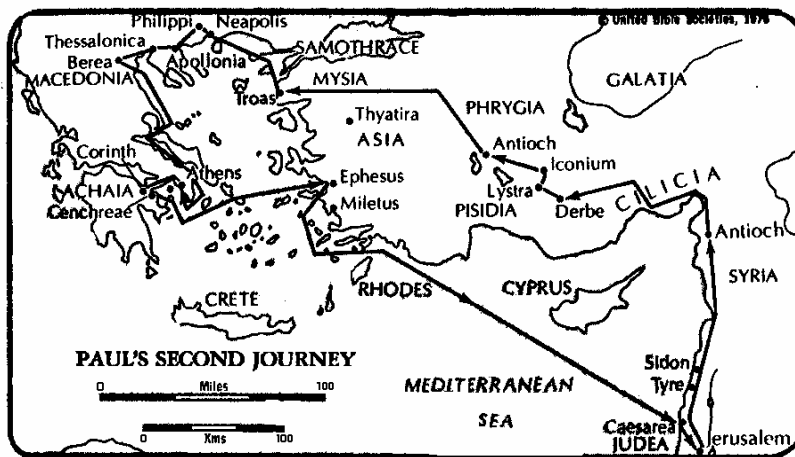 © United Bible Societies, 1976
Philippi
Neapolis
Thessalonica
Berea
MACEDONIA
Apollonia
SAMOTHRACE
MYSIA
Troas
GALATIA
PHRYGIA
Thyatira
ASIA
Antioch
Iconium
Lystra
Derbe
PISIDIA
CILICIA
Corinth
Athens
ACHAIA
Cenchreae
Ephesus
Miletus
Antioch
SYRIA
CRETE
RHODES
CYPRUS
PAUL'S SECOND JOURNEY
0 Miles 100
0 Kms 100
MEDITERRANEAN
SEA
Sidon
Tyre
Caesarea
JUDEA
Jerusalem